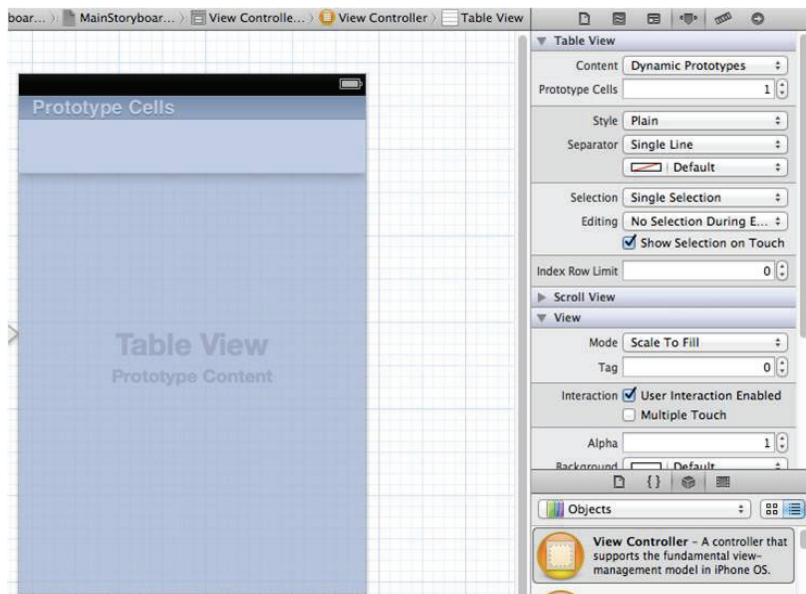 boar... MainStoryboar... View Controlle... View Controller Table View
Prototype Cells
Table View
Prototype Content
Table View
Content Dynamic Prototypes
Prototype Cells 1
Style Plain
Separator Single Line
Default
Selection Single Selection
Editing No Selection During E...
Show Selection on Touch
Index Row Limit 0
Scroll View
View
Mode Scale To Fill
Tag 0
Interaction User Interaction Enabled
Multiple Touch
Alpha 1
Background Default
{}
Objects
View Controller – A controller that
supports the fundamental view-
management model in iPhone OS.